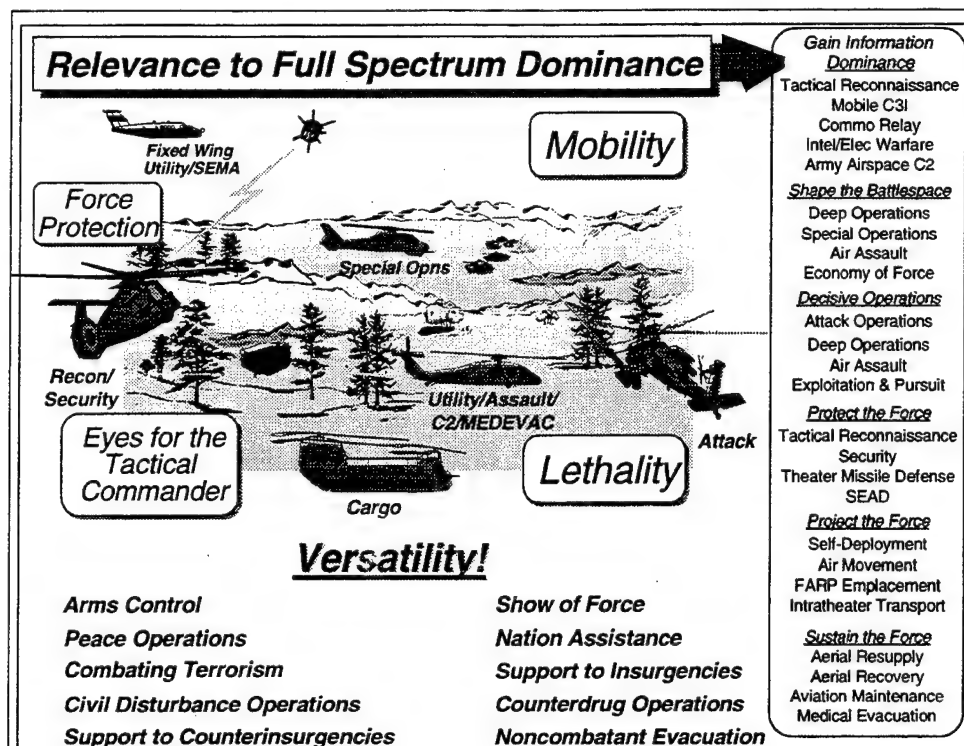 Relevance to Full Spectrum Dominance
Fixed Wing
Utility/SEMA
Mobility
Force
Protection
Special Opns
Recon/
Security
Utility/Assault/
C2/MEDEVAC
Attack
Eyes for the
Tactical
Commander
Lethality
Cargo
Versatility!
Arms Control
Peace Operations
Combating Terrorism
Civil Disturbance Operations
Support to Counterinsurgencies
Show of Force
Nation Assistance
Support to Insurgencies
Counterdrug Operations
Noncombatant Evacuation
Gain Information
Dominance
Tactical Reconnaissance
Mobile C3I
Commo Relay
Intel/Elec Warfare
Army Airspace C2
Shape the Battlespace
Deep Operations
Special Operations
Air Assault
Economy of Force
Decisive Operations
Attack Operations
Deep Operations
Air Assault
Exploitation & Pursuit
Protect the Force
Tactical Reconnaissance
Security
Theater Missile Defense
SEAD
Project the Force
Self-Deployment
Air Movement
FARP Emplacement
Intratheater Transport
Sustain the Force
Aerial Resupply
Aerial Recovery
Aviation Maintenance
Medical Evacuation